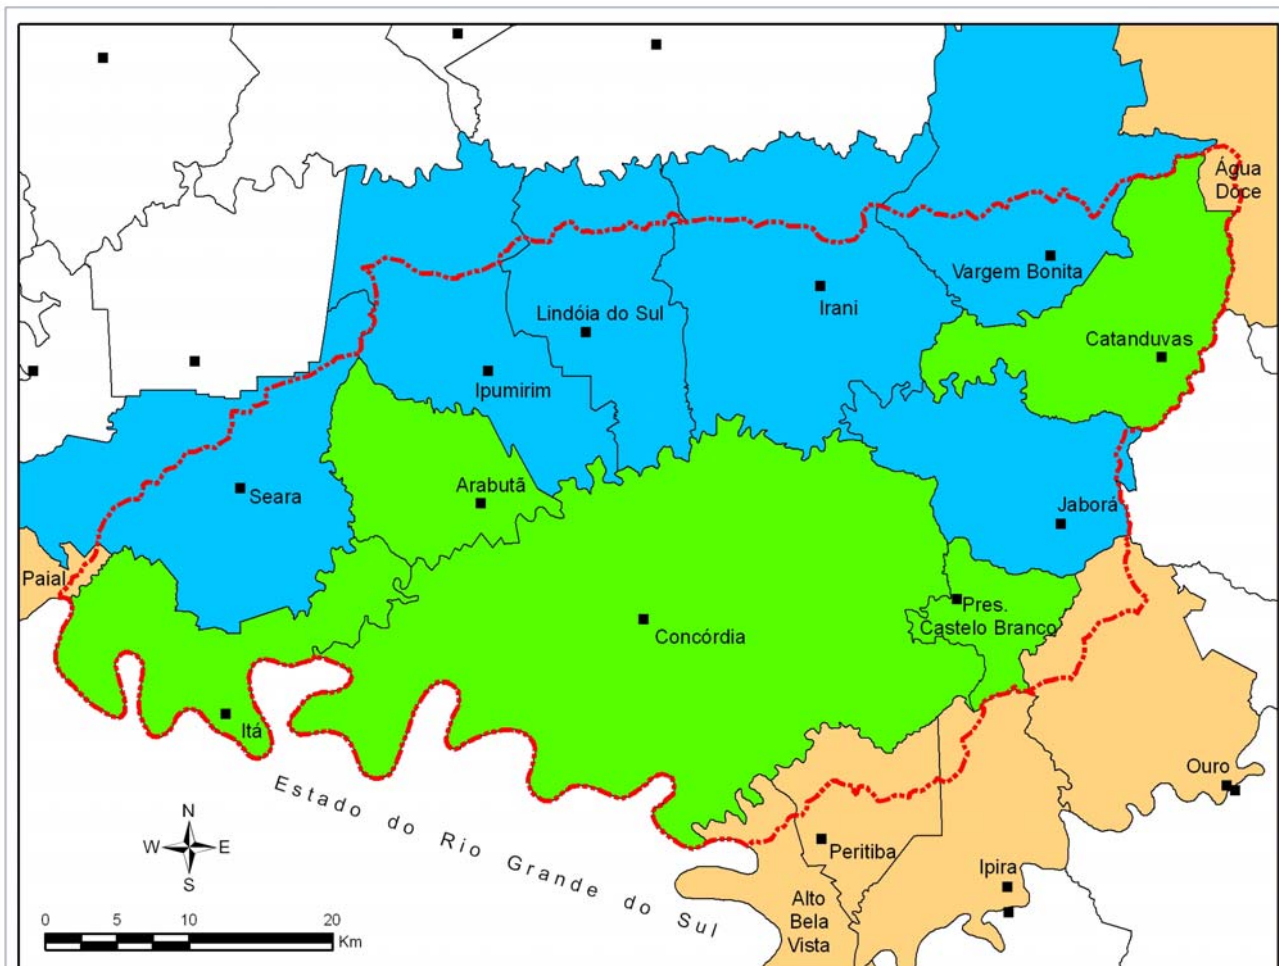 Água
Doce
Vargem Bonita
Irani
Lindóia do Sul
Catanduvas
Ipumirim
Arabutã
Seara
Jaborá
Paial
Pres.
Castelo Branco
Concórdia
Itá
Ouro
Estado do Rio Grande do Sul
N
W E
S
Peritiba
Ipira
Alto
Bela
Vista
0 5 10 20
Km